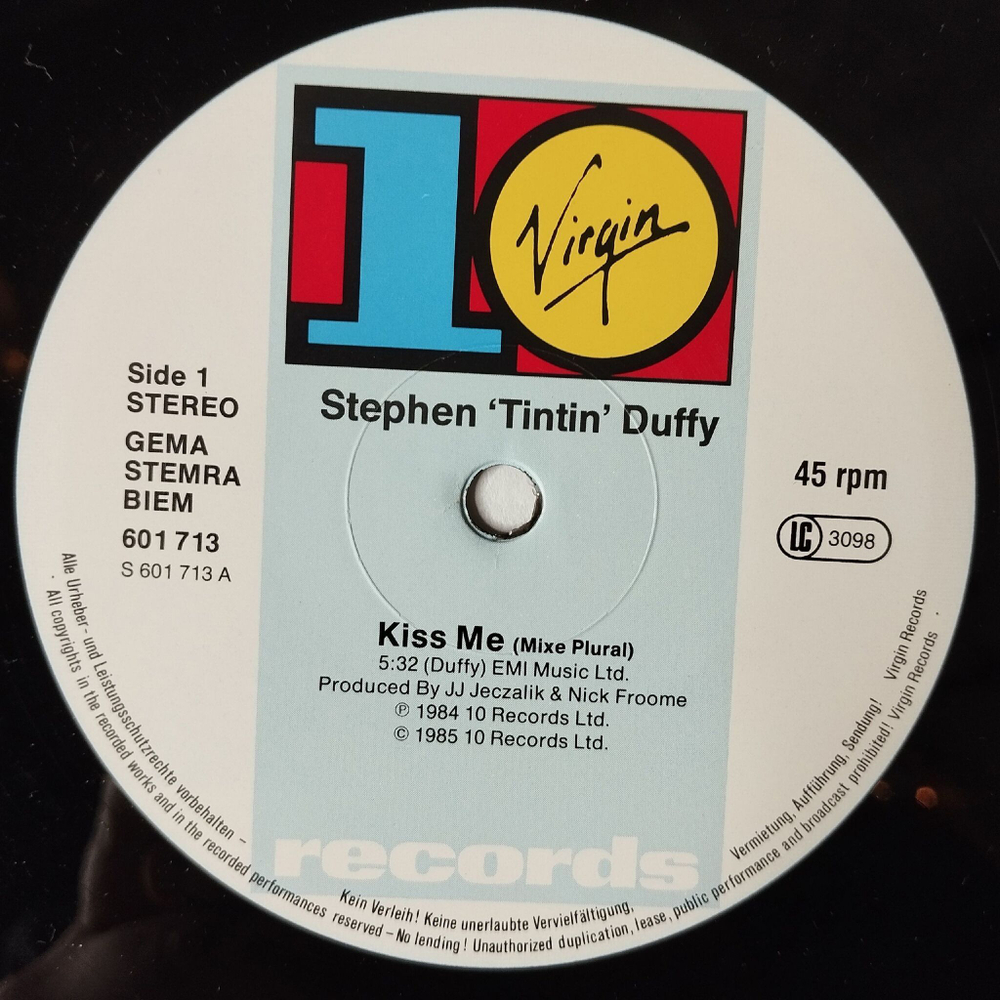 10
Virgin
Stephen ‘Tintin’ Duffy
Side 1
STEREO
GEMA
STEMRA
BIEM
601 713
S 601 713 A
45 rpm
LC 3098
Kiss Me (Mixe Plural)
5:32 (Duffy) EMI Music Ltd.
Produced By JJ Jeczalik & Nick Froome
℗ 1984 10 Records Ltd.
© 1985 10 Records Ltd.
records
Alle Urheber- und Leistungsschutzrechte vorbehalten – Kein Verleih! Keine unerlaubte Vervielfältigung, Vermietung, Aufführung, Sendung! Virgin Records
· All copyrights in the recorded works and in the recorded performances reserved – No lending! Unauthorized duplication, lease, public performance and broadcast prohibited! Virgin Records ·